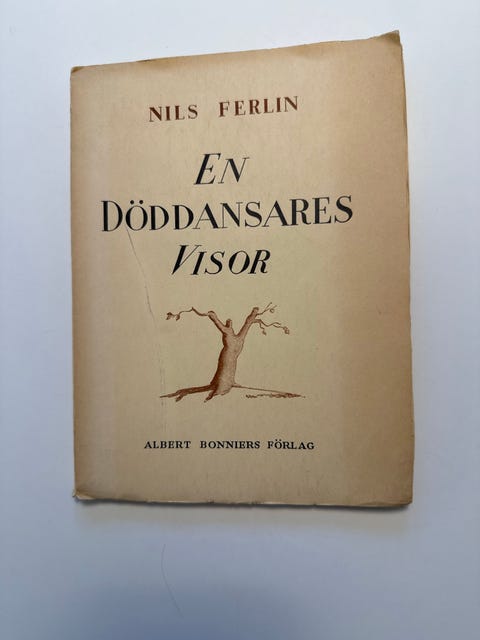 NILS FERLIN
EN
DÖDDANSARES
VISOR
ALBERT BONNIERS FÖRLAG